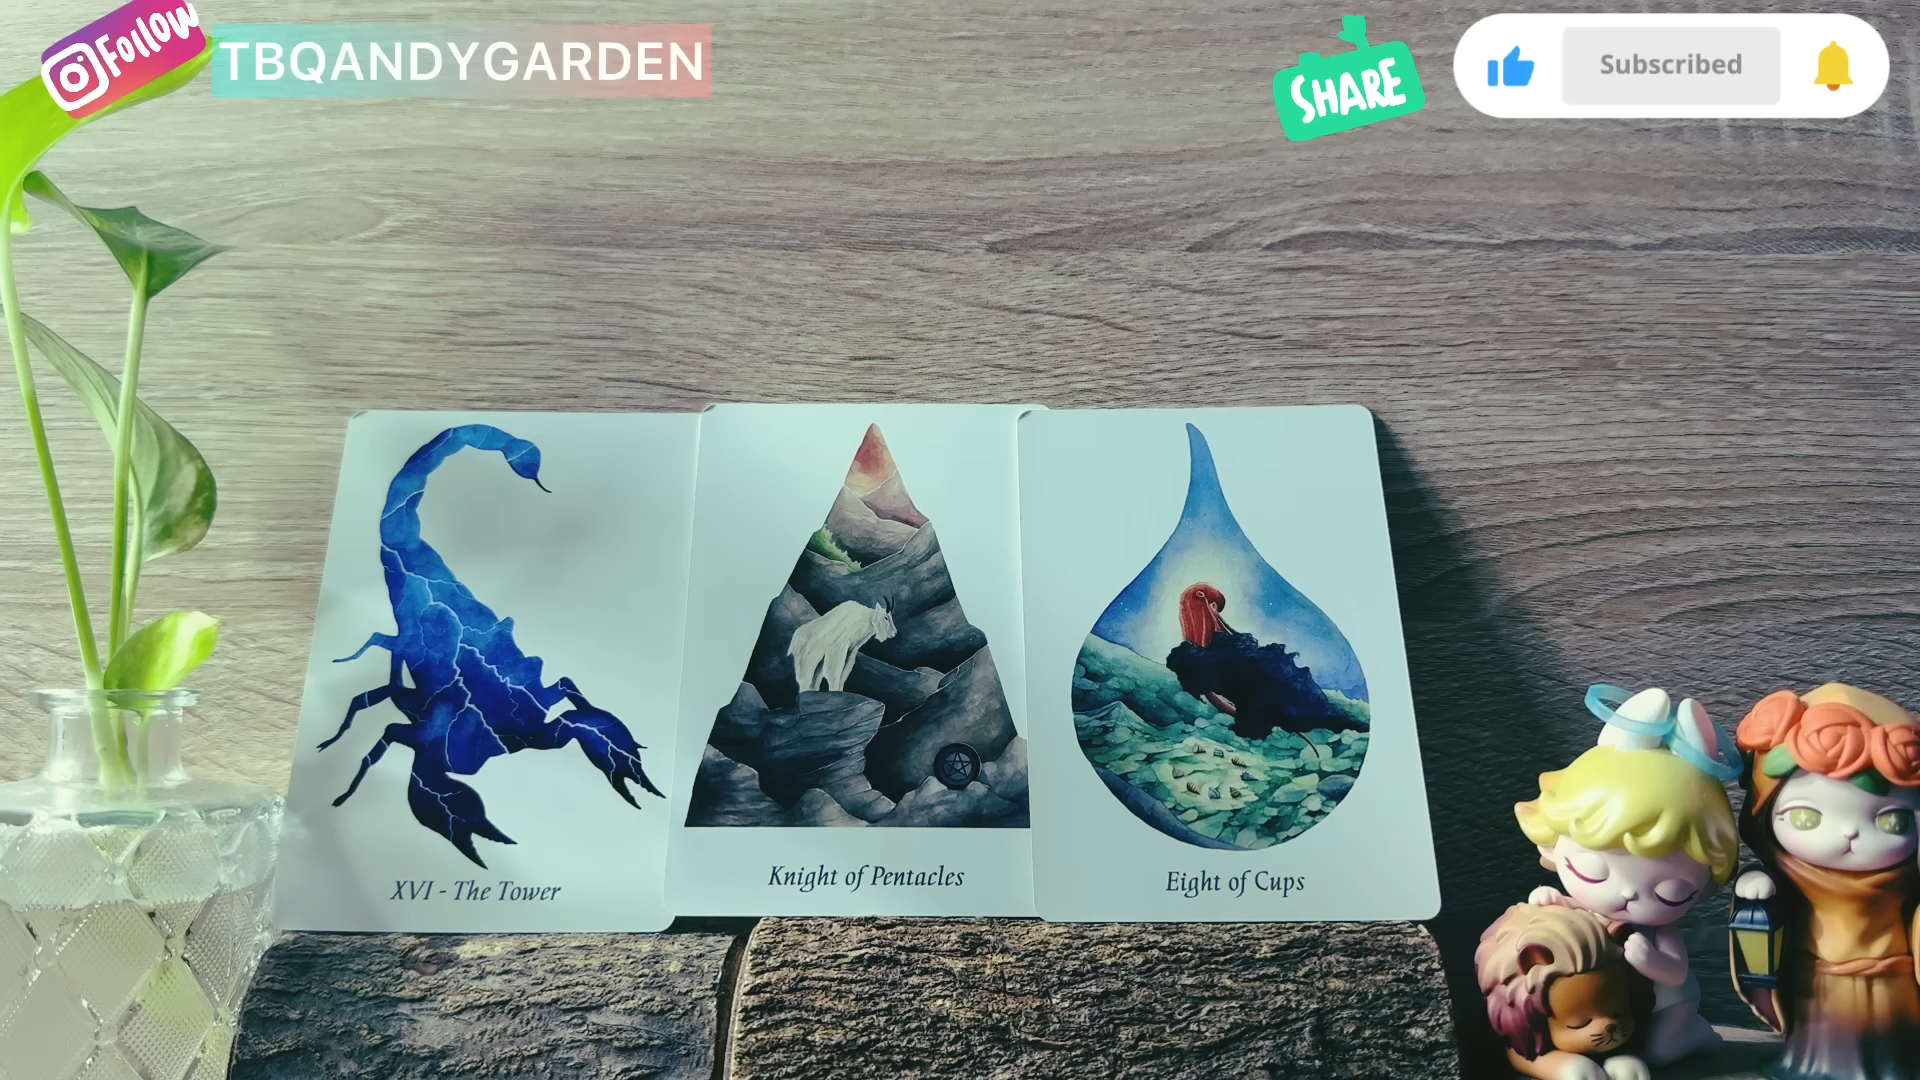 Follow
TBQANDYGARDEN
SHARE
Subscribed
XVI - The Tower
Knight of Pentacles
Eight of Cups